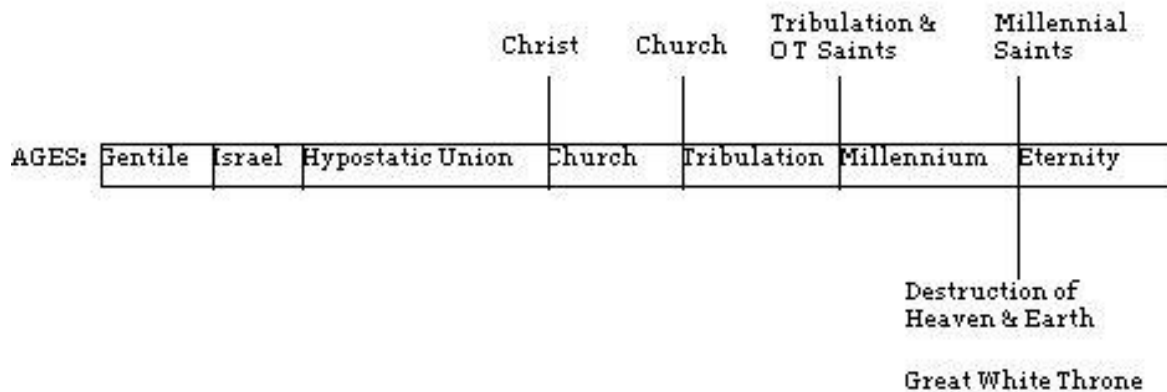 Christ
Church
Tribulation &
OT Saints
Millennial
Saints
AGES: Gentile Israel Hypostatic Union Church Tribulation Millennium Eternity
Destruction of
Heaven & Earth
Great White Throne